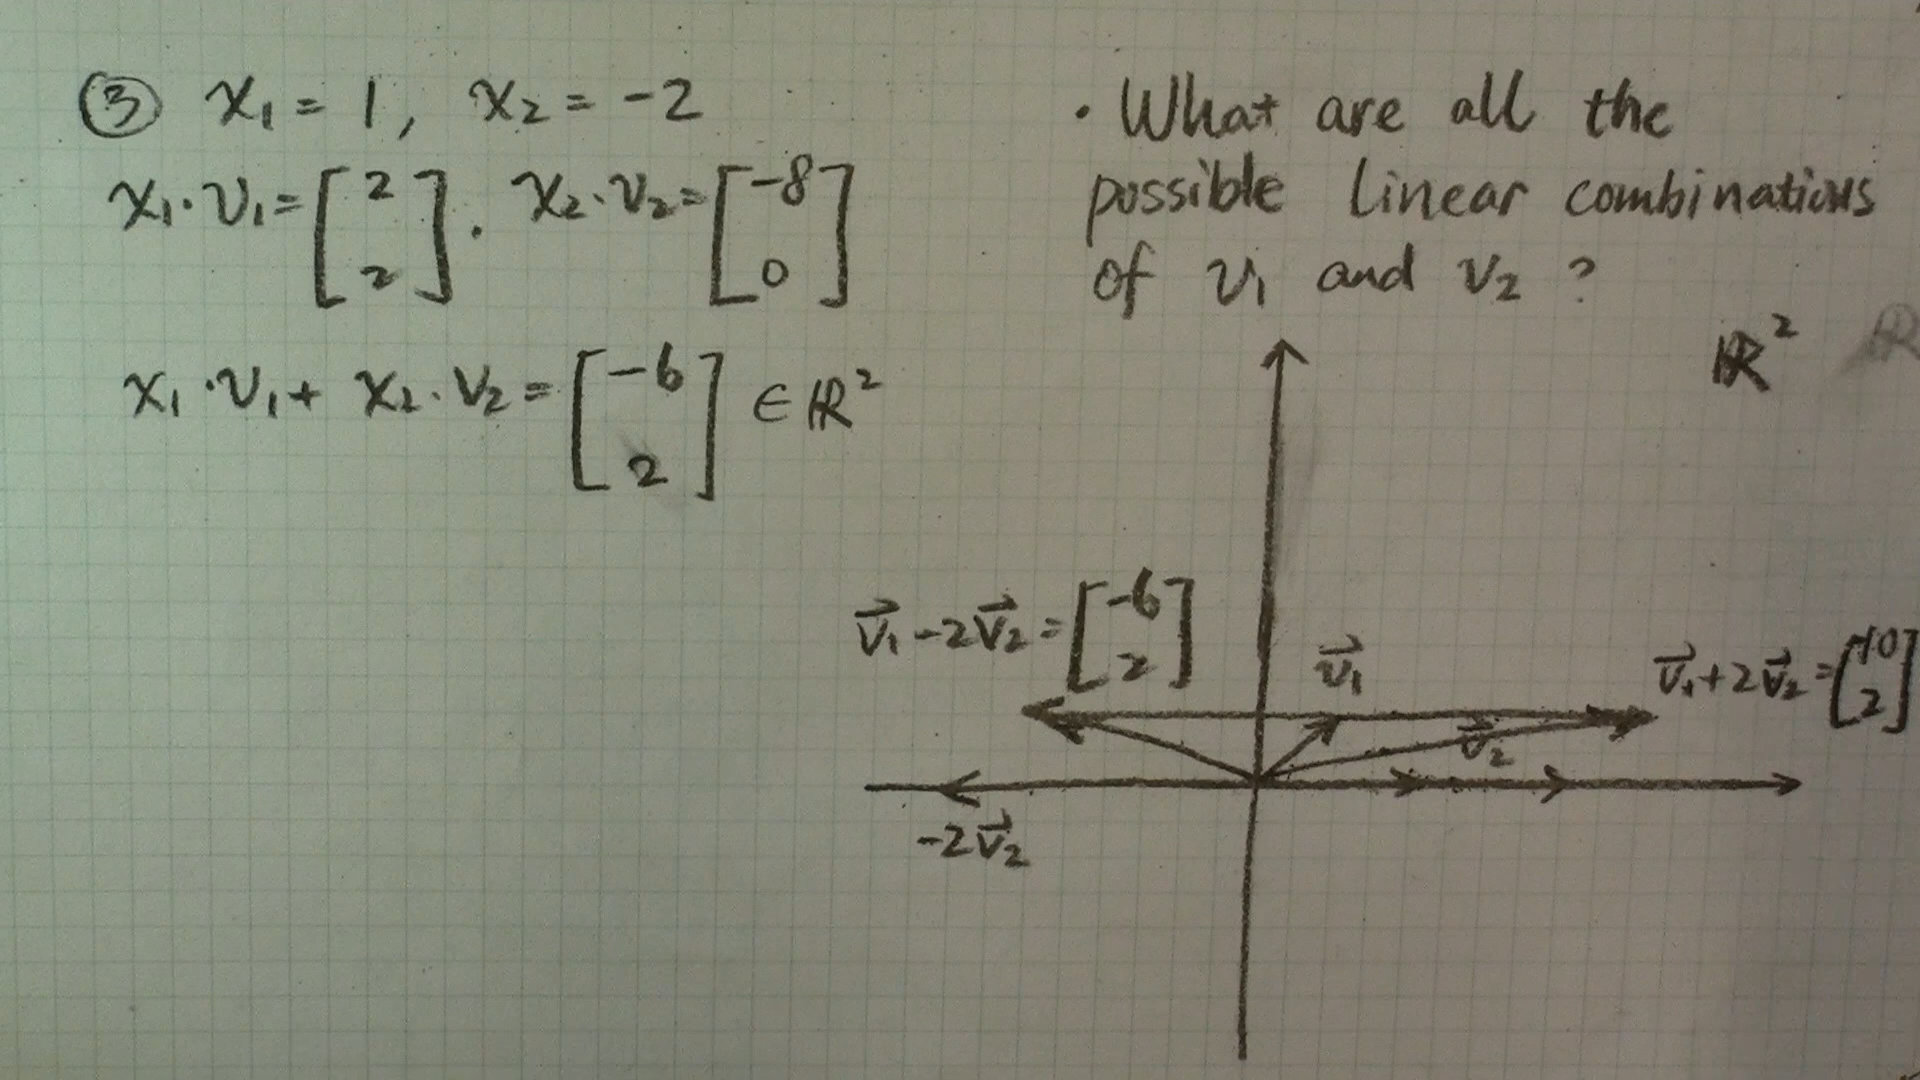 ③ x₁ = 1, x₂ = -2
x₁·v₁ = [2 2]. x₂·v₂ = [-8 0]
x₁·v₁ + x₂·v₂ = [-6 2] ∈ ℝ²
· What are all the
possible linear combinations
of v₁ and v₂ ?
ℝ²
v⃗₁ - 2v⃗₂ = [-6 2]
v⃗₁
v⃗₁ + 2v⃗₂ = [10 2]
v⃗₂
-2v⃗₂